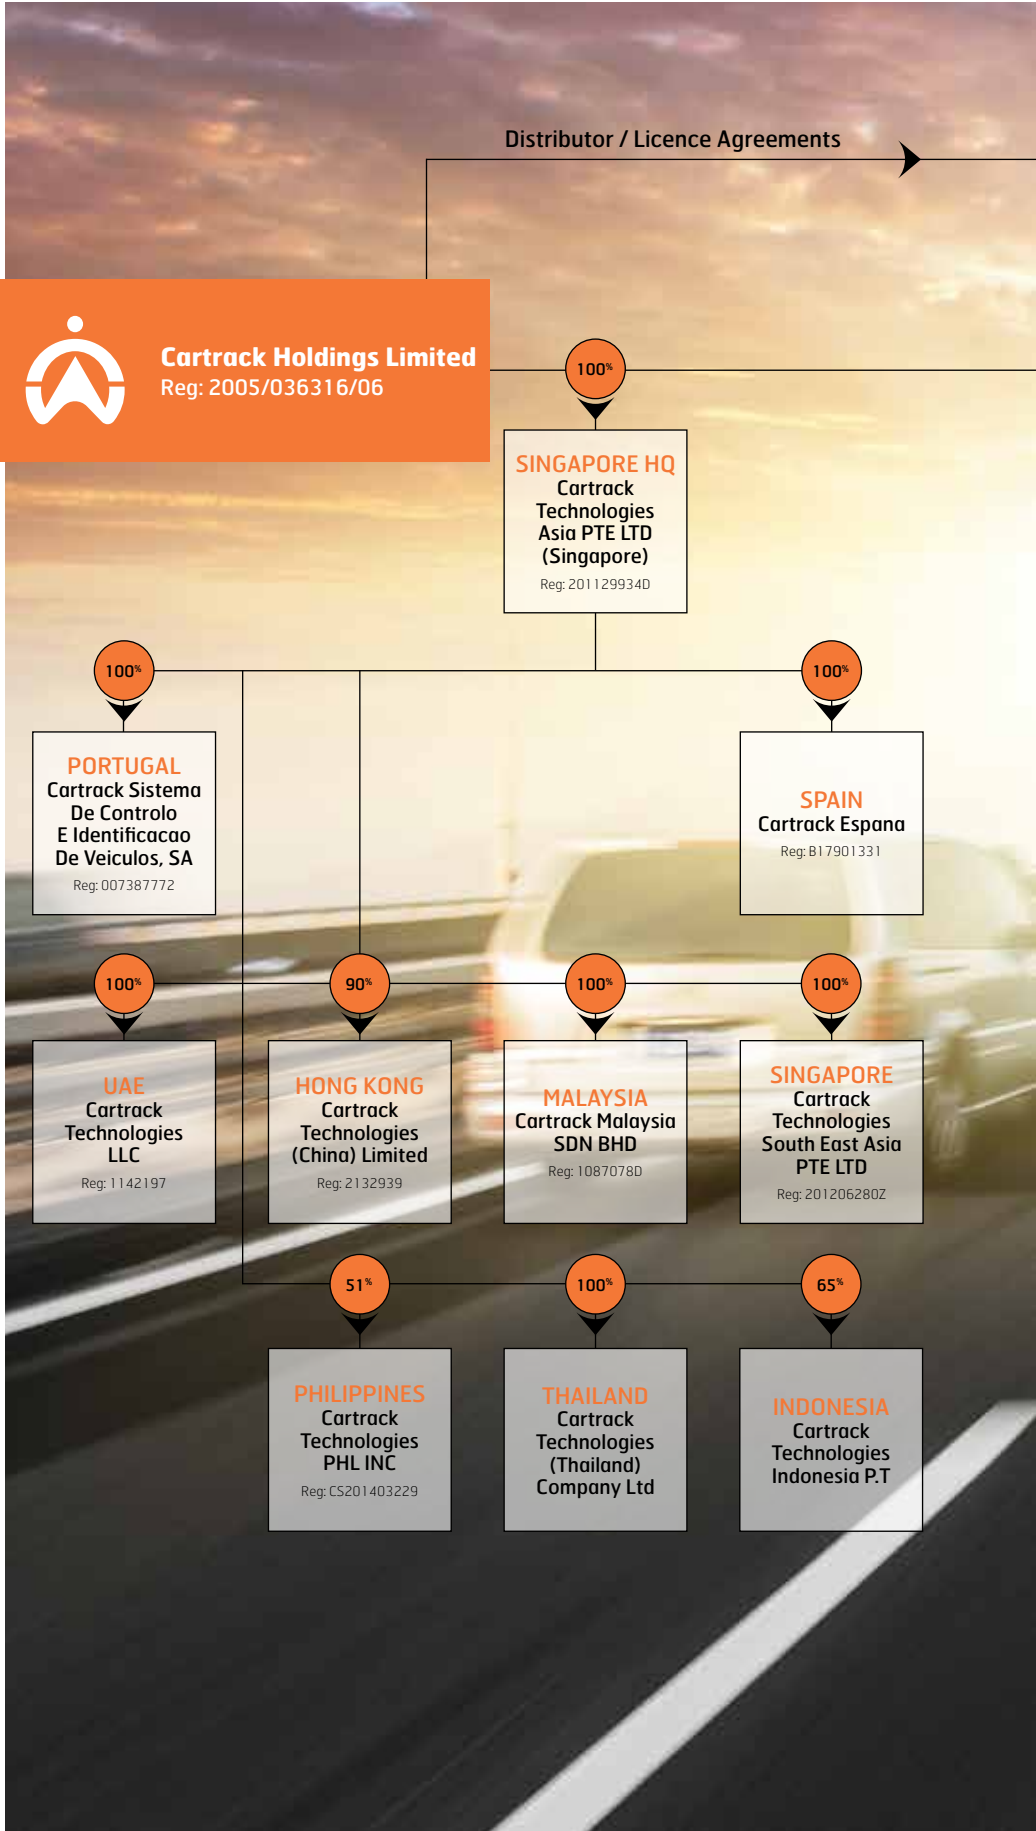 Distributor / Licence Agreements
Cartrack Holdings Limited
Reg: 2005/036316/06
100%
SINGAPORE HQ
Cartrack
Technologies
Asia PTE LTD
(Singapore)
Reg: 201129934D
100%
100%
PORTUGAL
Cartrack Sistema
De Controlo
E Identificacao
De Veiculos, SA
Reg: 007387772
SPAIN
Cartrack Espana
Reg: B17901331
100%
90%
100%
100%
UAE
Cartrack
Technologies
LLC
Reg: 1142197
HONG KONG
Cartrack
Technologies
(China) Limited
Reg: 2132939
MALAYSIA
Cartrack Malaysia
SDN BHD
Reg: 1087078D
SINGAPORE
Cartrack
Technologies
South East Asia
PTE LTD
Reg: 201206280Z
51%
100%
65%
PHILIPPINES
Cartrack
Technologies
PHL INC
Reg: CS201403229
THAILAND
Cartrack
Technologies
(Thailand)
Company Ltd
INDONESIA
Cartrack
Technologies
Indonesia P.T